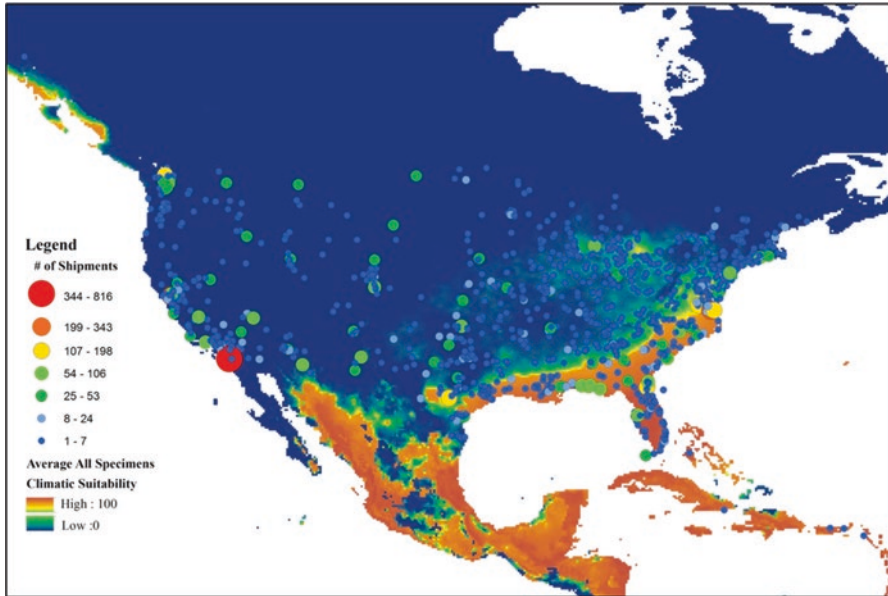 Legend
# of Shipments
344 - 816
199 - 343
107 - 198
54 - 106
25 - 53
8 - 24
1 - 7
Average All Specimens
Climatic Suitability
High : 100
Low :0